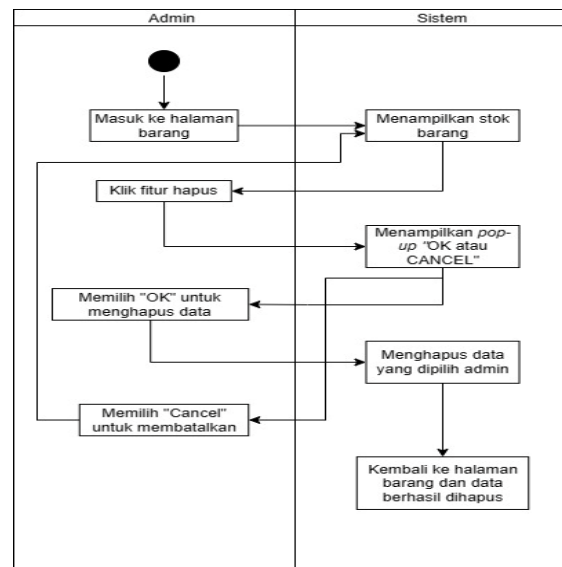 Admin
Sistem
Masuk ke halaman
barang
Menampilkan stok
barang
Klik fitur hapus
Menampilkan pop-
up "OK atau
CANCEL"
Memilih "OK" untuk
menghapus data
Menghapus data
yang dipilih admin
Memilih "Cancel"
untuk membatalkan
Kembali ke halaman
barang dan data
berhasil dihapus